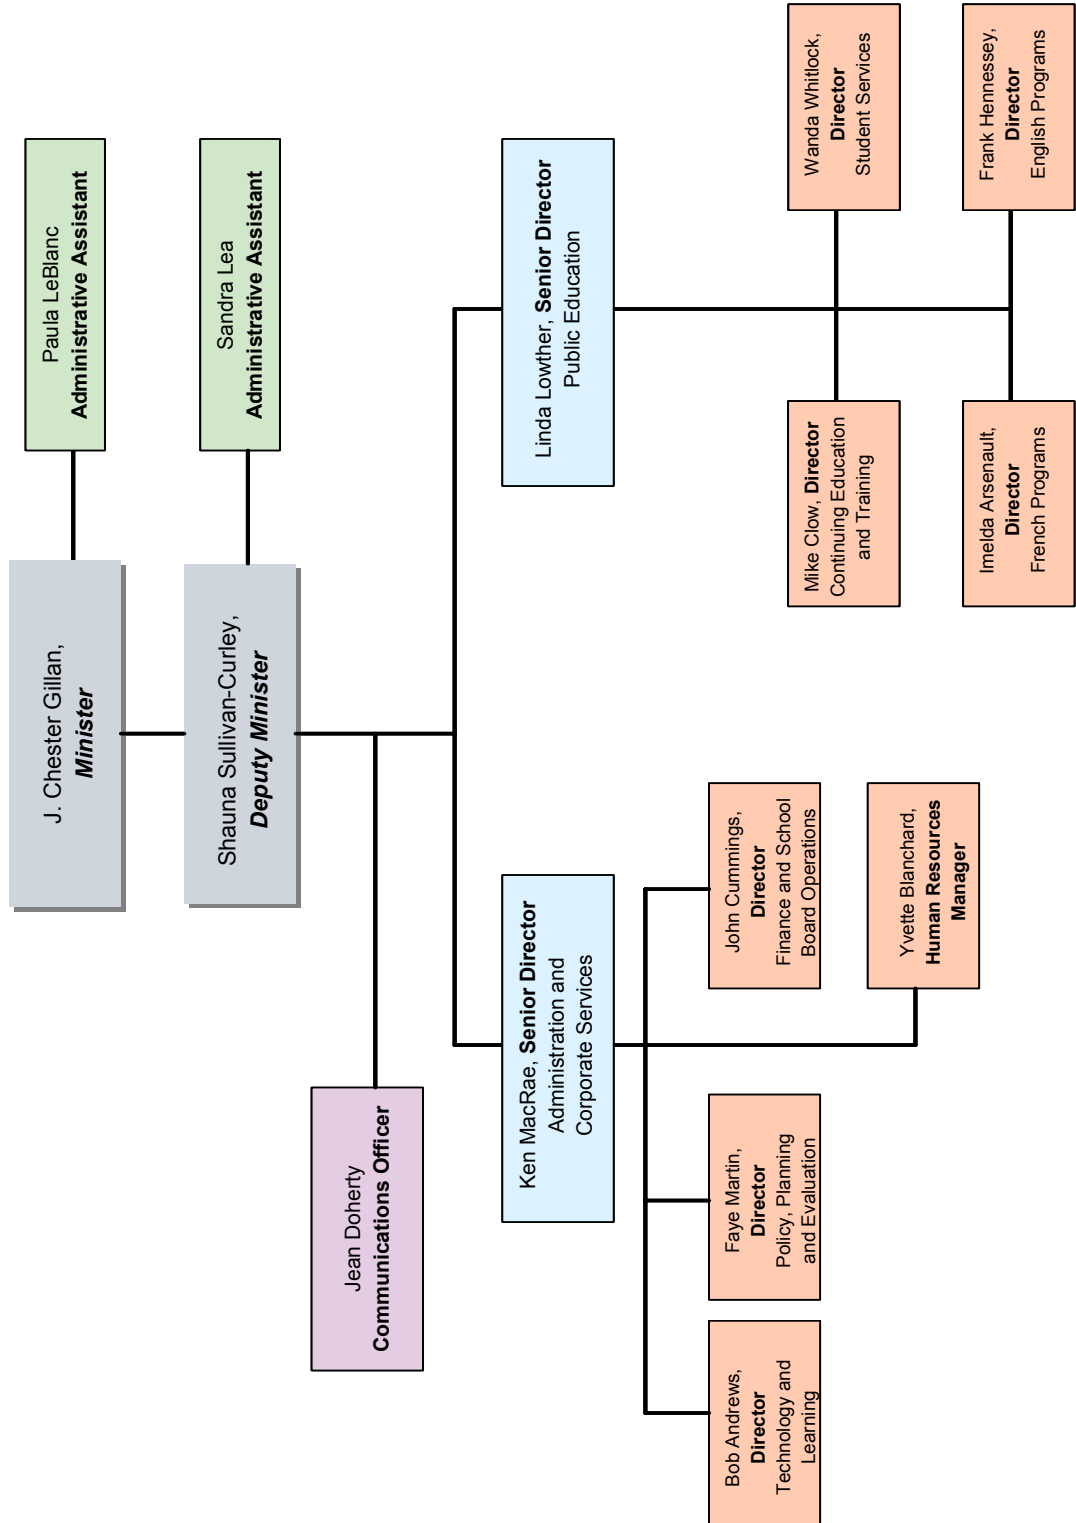 J. Chester Gillan,
Minister
Paula LeBlanc
Administrative Assistant
Shauna Sullivan-Curley,
Deputy Minister
Sandra Lea
Administrative Assistant
Jean Doherty
Communications Officer
Ken MacRae, Senior Director
Administration and
Corporate Services
Linda Lowther, Senior Director
Public Education
Bob Andrews,
Director
Technology and
Learning
Faye Martin,
Director
Policy, Planning
and Evaluation
John Cummings,
Director
Finance and School
Board Operations
Yvette Blanchard,
Human Resources
Manager
Mike Clow, Director
Continuing Education
and Training
Wanda Whitlock,
Director
Student Services
Imelda Arsenault,
Director
French Programs
Frank Hennessey,
Director
English Programs